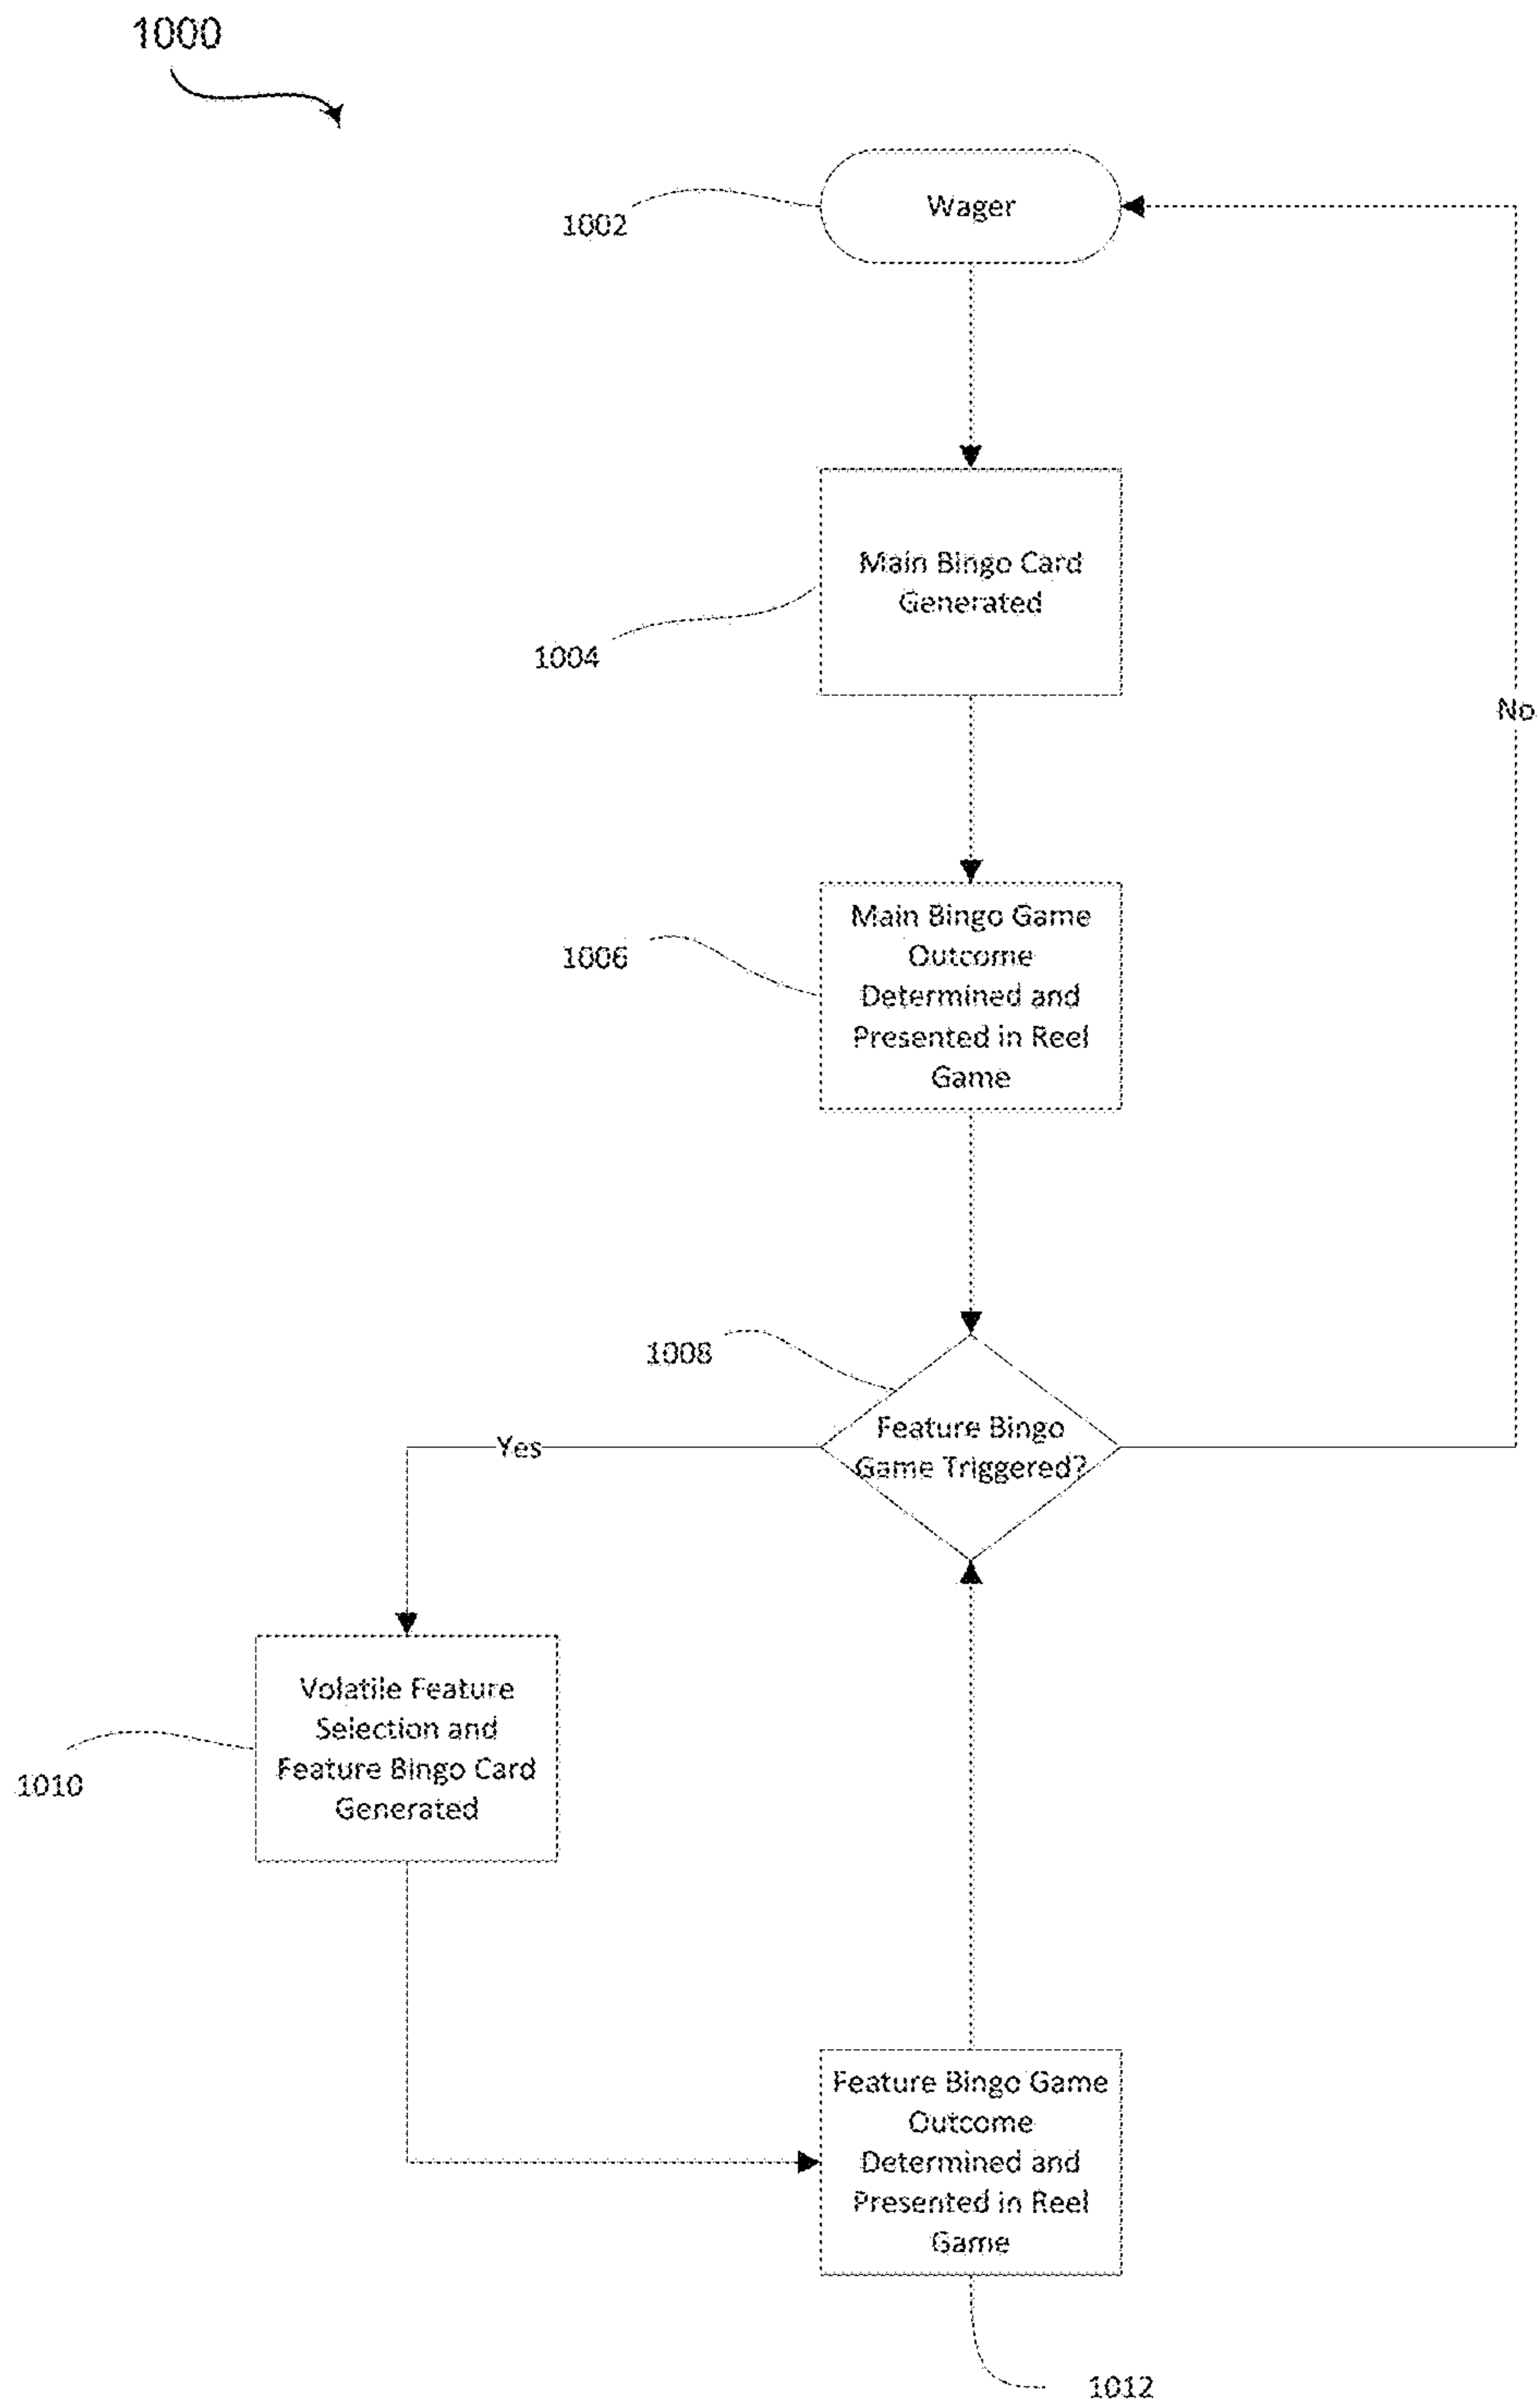 1000
Wager
1002
Main Bingo Card
Generated
1004
No
Main Bingo Game
Outcome
Determined and
Presented in Reel
Game
1006
1008
Feature Bingo
Game Triggered?
Yes
Volatile Feature
Selection and
Feature Bingo Card
Generated
1010
Feature Bingo Game
Outcome
Determined and
Presented in Reel
Game
1012